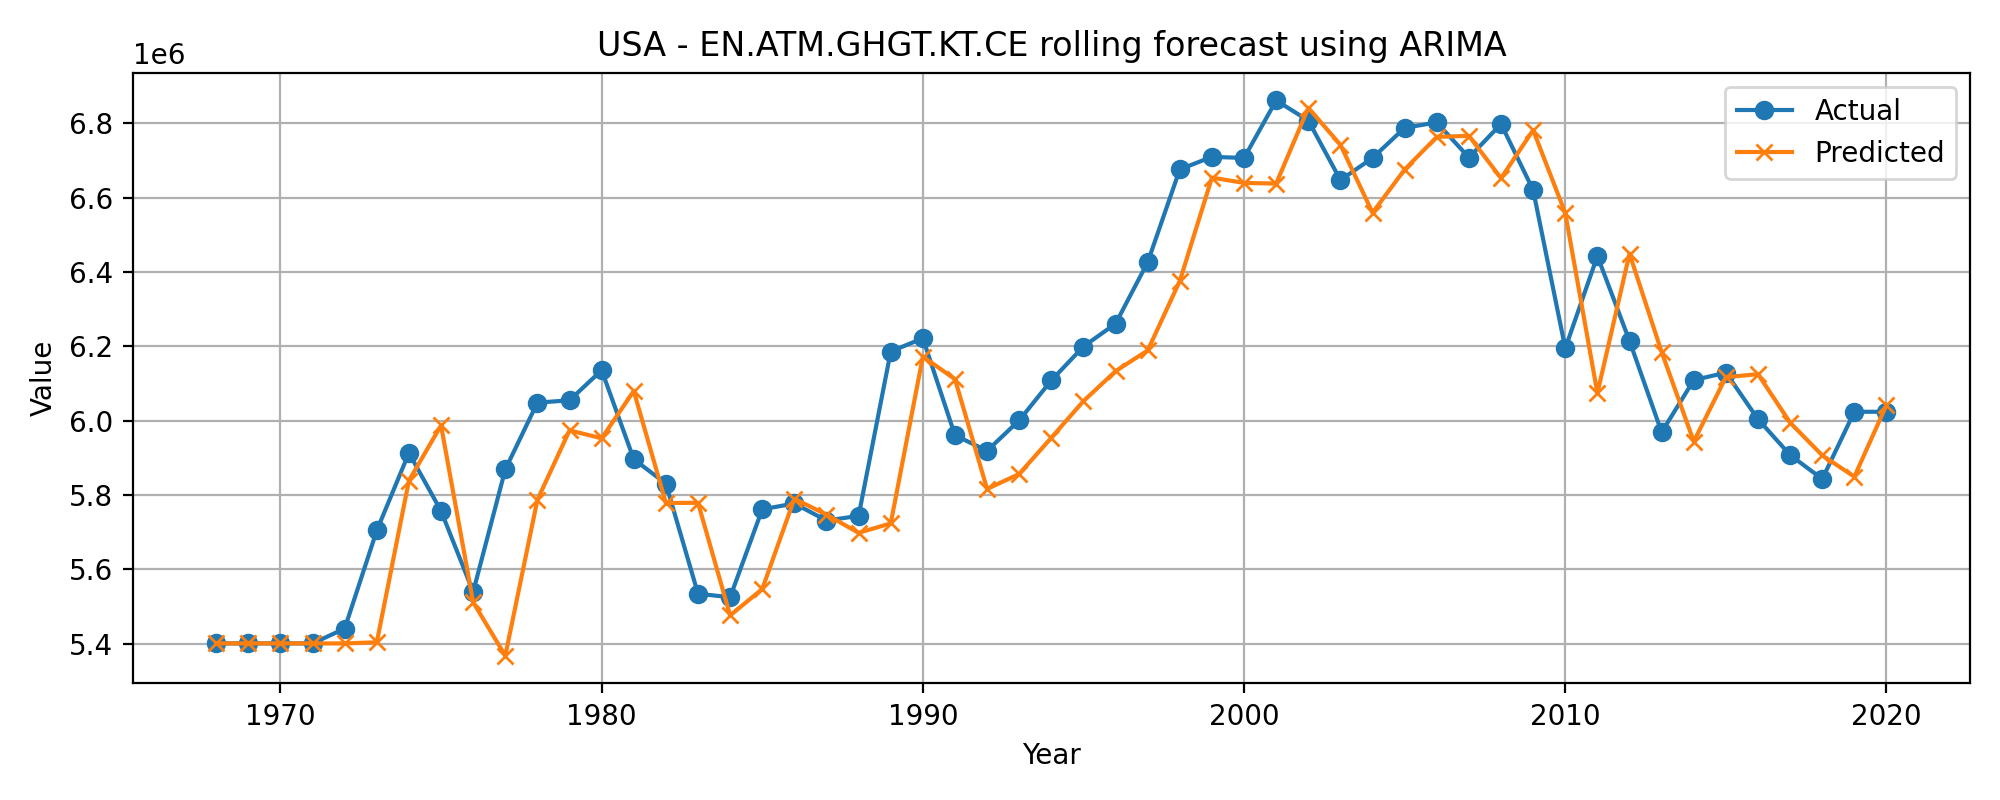 USA - EN.ATM.GHGT.KT.CE rolling forecast using ARIMA
1e6
Actual
Predicted
6.8
6.6
6.4
6.2
6.0
5.8
5.6
5.4
Value
1970 1980 1990 2000 2010 2020
Year